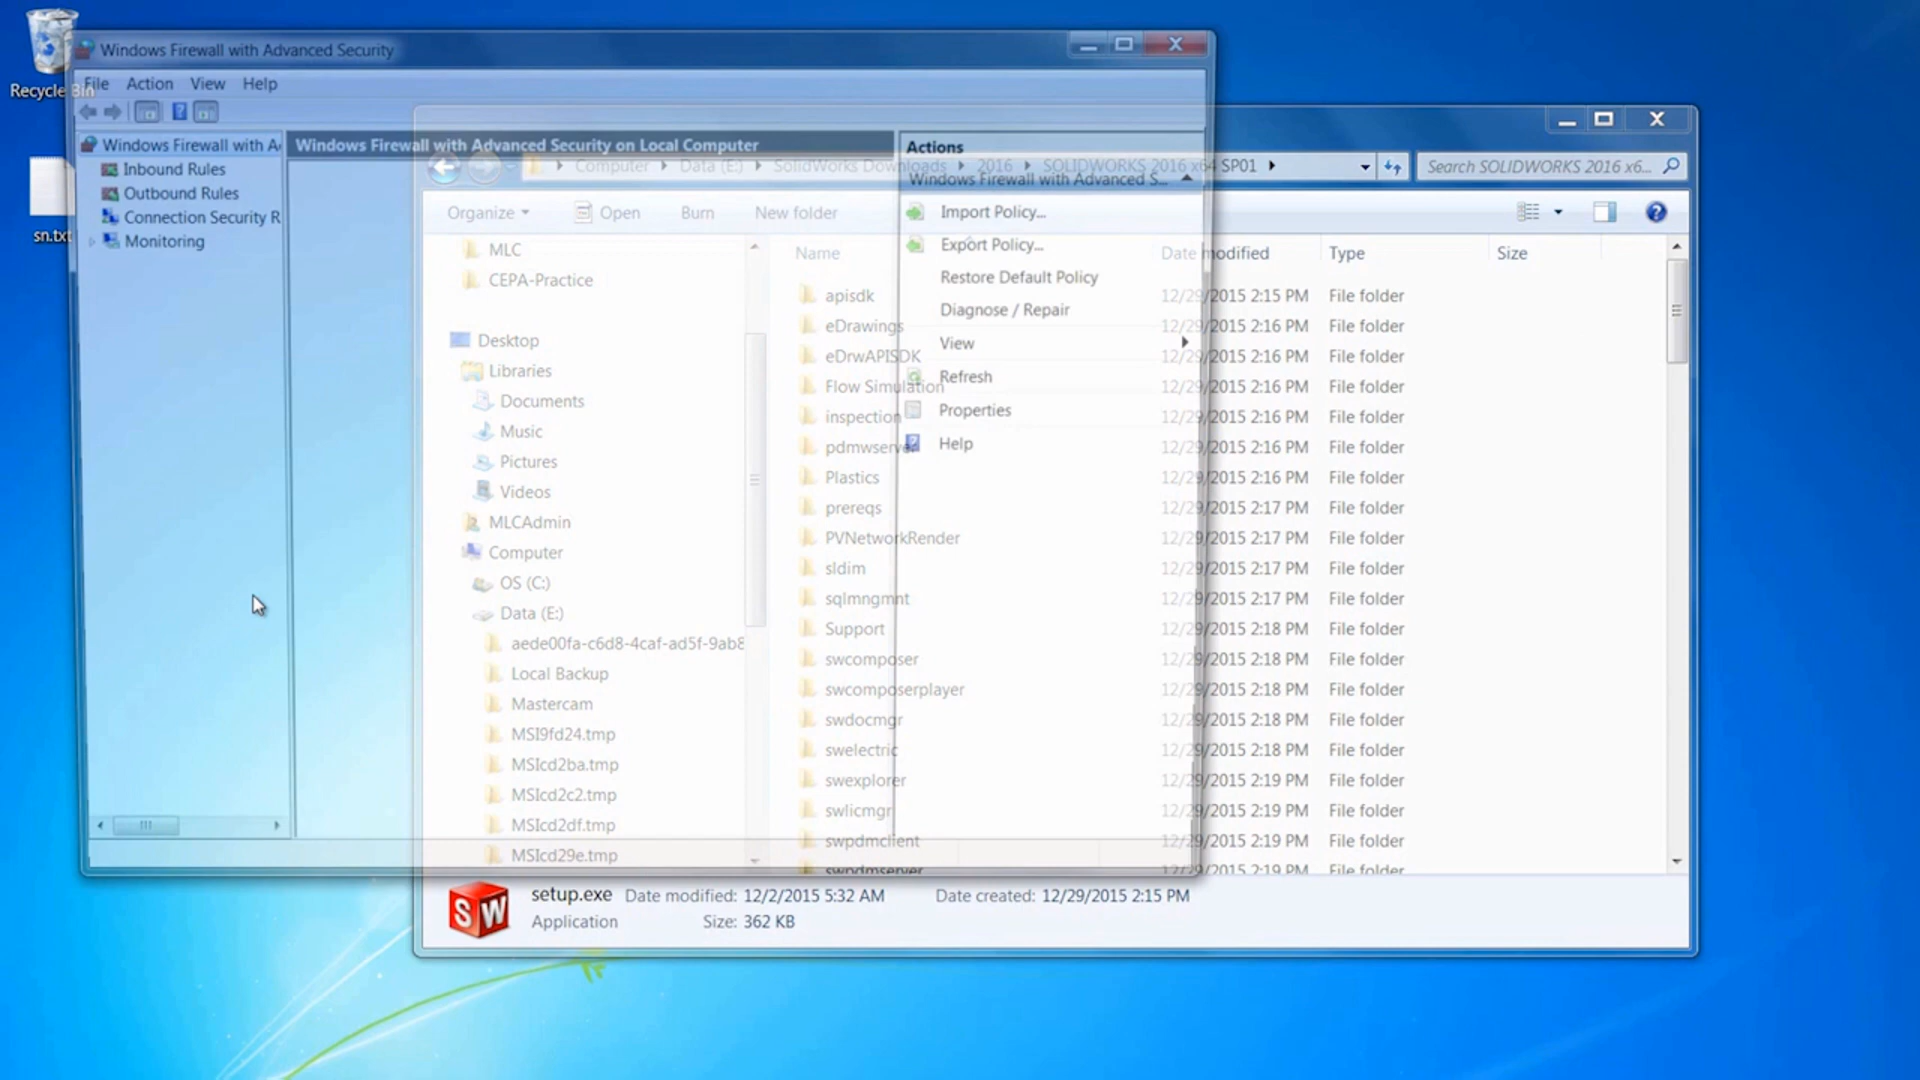 Recycle Bin
sn.txt
Windows Firewall with Advanced Security
File Action View Help
Windows Firewall with A
Inbound Rules
Outbound Rules
Connection Security R
Monitoring
Windows Firewall with Advanced Security on Local Computer
Actions
Windows Firewall with Advanced S...
Import Policy...
Export Policy...
Restore Default Policy
Diagnose / Repair
View
Refresh
Properties
Help
Computer Data (E:) SolidWorks Downloads 2016 SOLIDWORKS 2016 x64 SP01
Search SOLIDWORKS 2016 x6...
Organize Open Burn New folder
MLC
CEPA-Practice
Desktop
Libraries
Documents
Music
Pictures
Videos
MLCAdmin
Computer
OS (C:)
Data (E:)
aede00fa-c6d8-4caf-ad5f-9ab8
Local Backup
Mastercam
MSI9fd24.tmp
MSIcd2ba.tmp
MSIcd2c2.tmp
MSIcd2df.tmp
MSIcd29e.tmp
Name Date modified Type Size
apisdk 12/29/2015 2:15 PM File folder
eDrawings 12/29/2015 2:16 PM File folder
eDrwAPISDK 12/29/2015 2:16 PM File folder
Flow Simulation 12/29/2015 2:16 PM File folder
inspection 12/29/2015 2:16 PM File folder
pdmwserver 12/29/2015 2:16 PM File folder
Plastics 12/29/2015 2:16 PM File folder
prereqs 12/29/2015 2:17 PM File folder
PVNetworkRender 12/29/2015 2:17 PM File folder
sldim 12/29/2015 2:17 PM File folder
sqlmngmnt 12/29/2015 2:17 PM File folder
Support 12/29/2015 2:18 PM File folder
swcomposer 12/29/2015 2:18 PM File folder
swcomposerplayer 12/29/2015 2:18 PM File folder
swdocmgr 12/29/2015 2:18 PM File folder
swelectric 12/29/2015 2:18 PM File folder
swexplorer 12/29/2015 2:19 PM File folder
swlicmgr 12/29/2015 2:19 PM File folder
swpdmclient 12/29/2015 2:19 PM File folder
swpdmserver 12/29/2015 2:19 PM File folder
SW
setup.exe Date modified: 12/2/2015 5:32 AM Date created: 12/29/2015 2:15 PM
Application Size: 362 KB